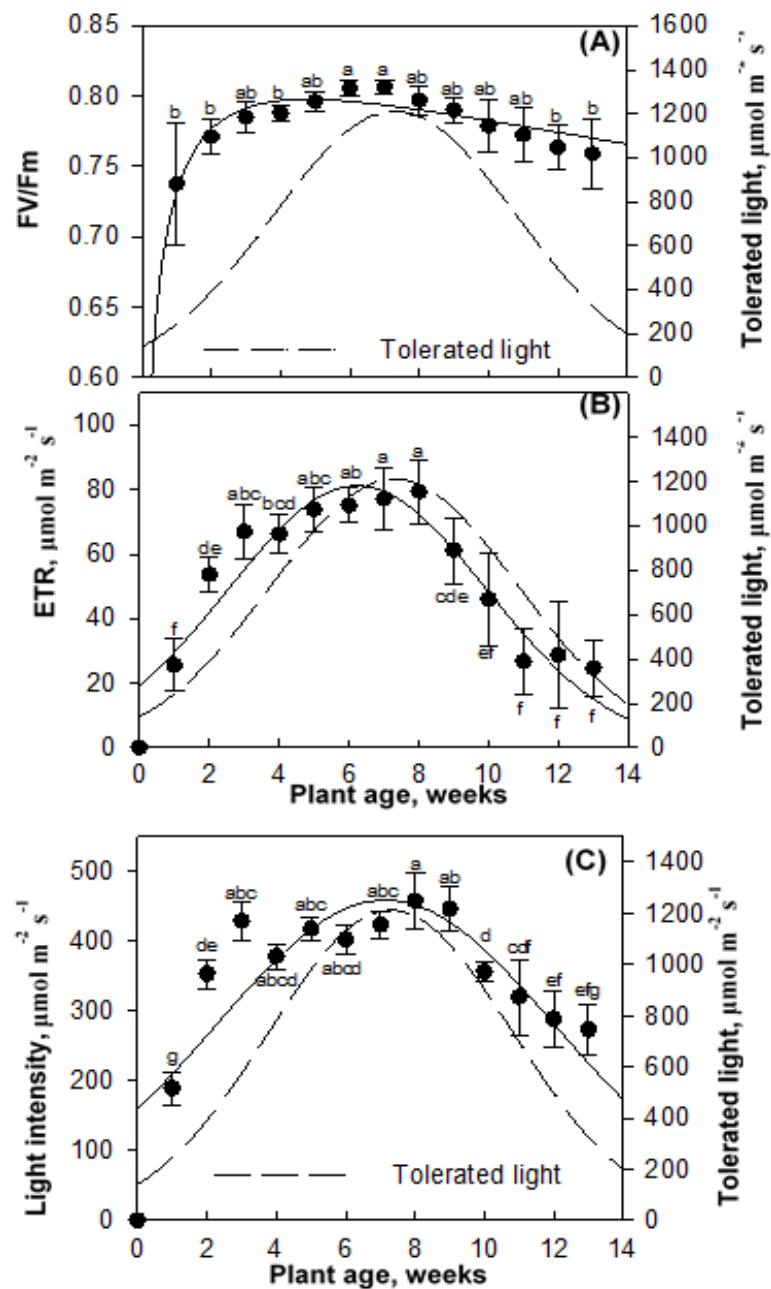 (A)
FV/Fm
0.85
0.80
0.75
0.70
0.65
0.60
b b ab b ab a a ab ab ab ab b b
Tolerated light
1600
1400
1200
1000
800
600
400
200
0
Tolerated light, µmol m⁻² s⁻¹
(B)
ETR, µmol m⁻² s⁻¹
100
80
60
40
20
0
f de abc bcd abc ab a a cde ef f f f
1400
1200
1000
800
600
400
200
0
Tolerated light, µmol m⁻² s⁻¹
0 2 4 6 8 10 12 14
Plant age, weeks
(C)
Light intensity, µmol m⁻² s⁻¹
500
400
300
200
100
0
g de abc abcd abc abcd abc a ab d cdf ef efg
Tolerated light
1400
1200
1000
800
600
400
200
0
Tolerated light, µmol m⁻² s⁻¹
0 2 4 6 8 10 12 14
Plant age, weeks